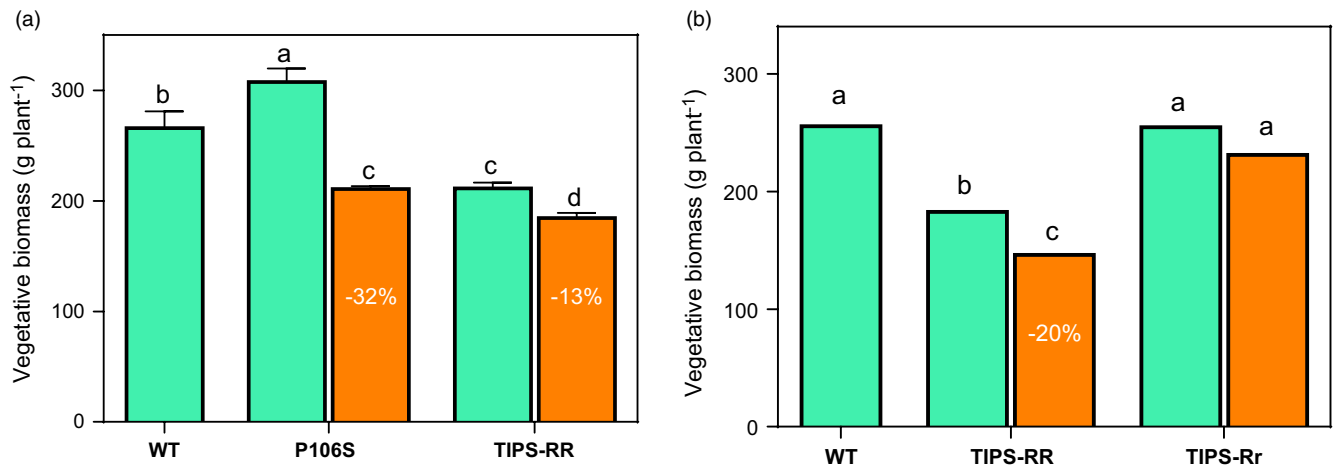 (a)
Vegetative biomass (g plant⁻¹)
300
200
100
0
b
a
c
c
d
-32%
-13%
WT
P106S
TIPS-RR
(b)
Vegetative biomass (g plant⁻¹)
300
200
100
0
a
b
c
a
a
-20%
WT
TIPS-RR
TIPS-Rr